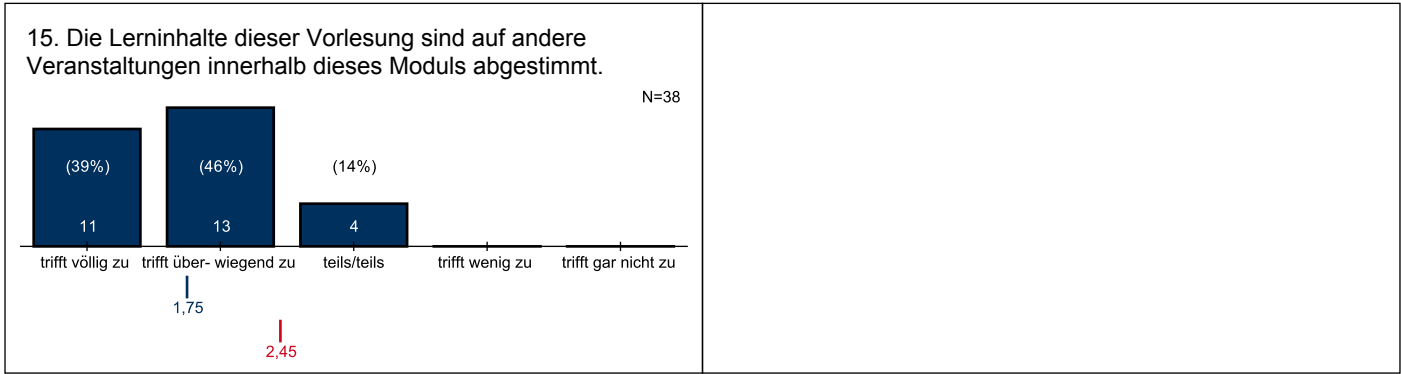 15. Die Lerninhalte dieser Vorlesung sind auf andere
Veranstaltungen innerhalb dieses Moduls abgestimmt.
N=38
(39%) (46%) (14%)
11 13 4
trifft völlig zu trifft über- wiegend zu teils/teils trifft wenig zu trifft gar nicht zu
1,75
2,45